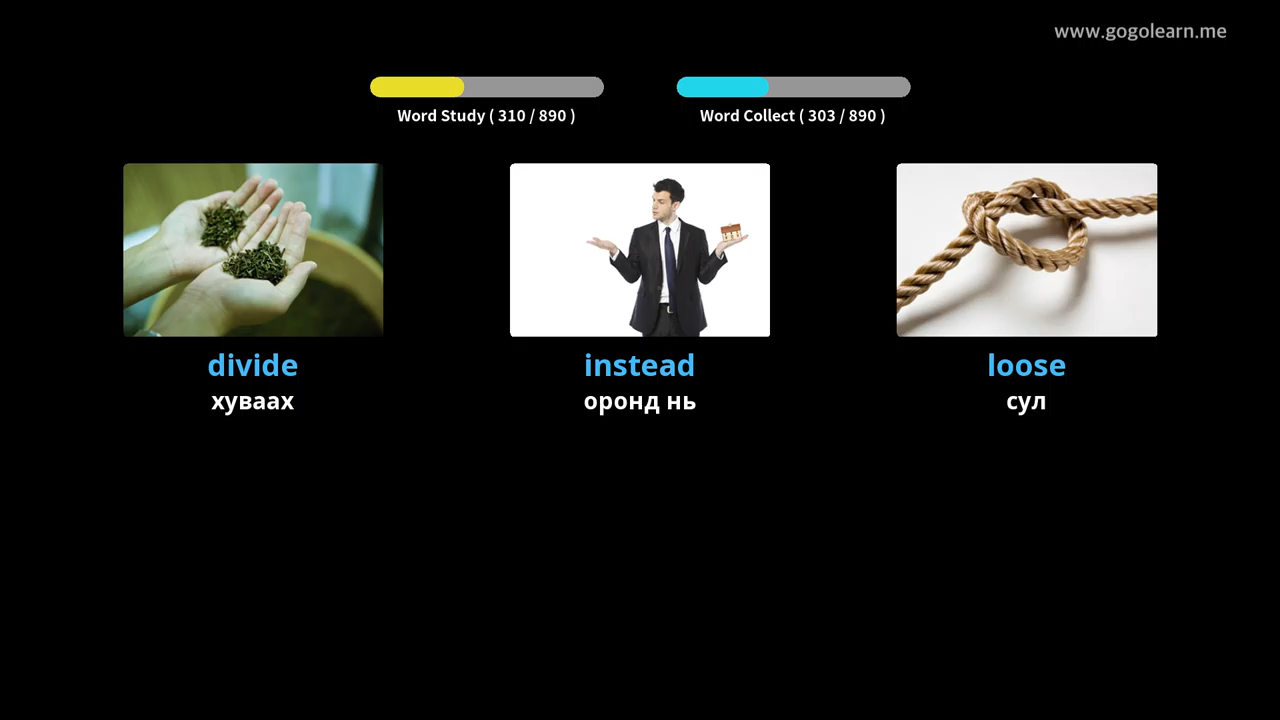 www.gogolearn.me
Word Study ( 310 / 890 )
Word Collect ( 303 / 890 )
divide
хуваах
instead
оронд нь
loose
сул